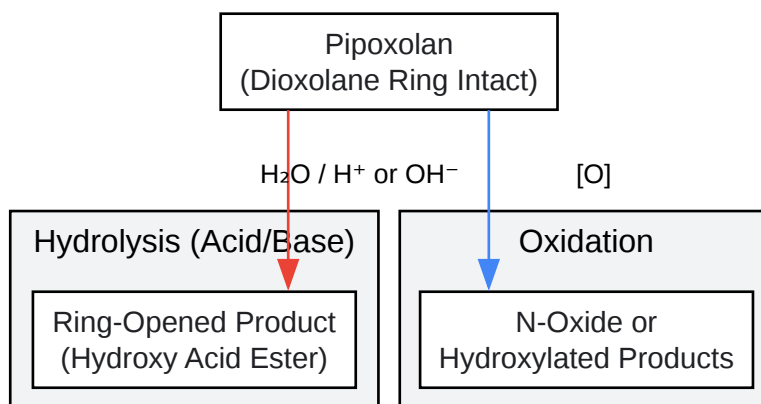 Pipoxolan
(Dioxolane Ring Intact)
H₂O / H⁺ or OH⁻
[O]
Hydrolysis (Acid/Base)
Oxidation
Ring-Opened Product
(Hydroxy Acid Ester)
N-Oxide or
Hydroxylated Products